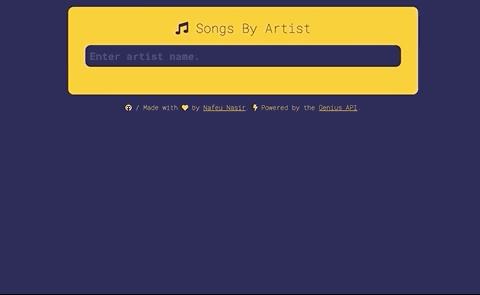 Songs By Artist
Enter artist name.
/ Made with by Nafeu Nasir. Powered by the Genius API.